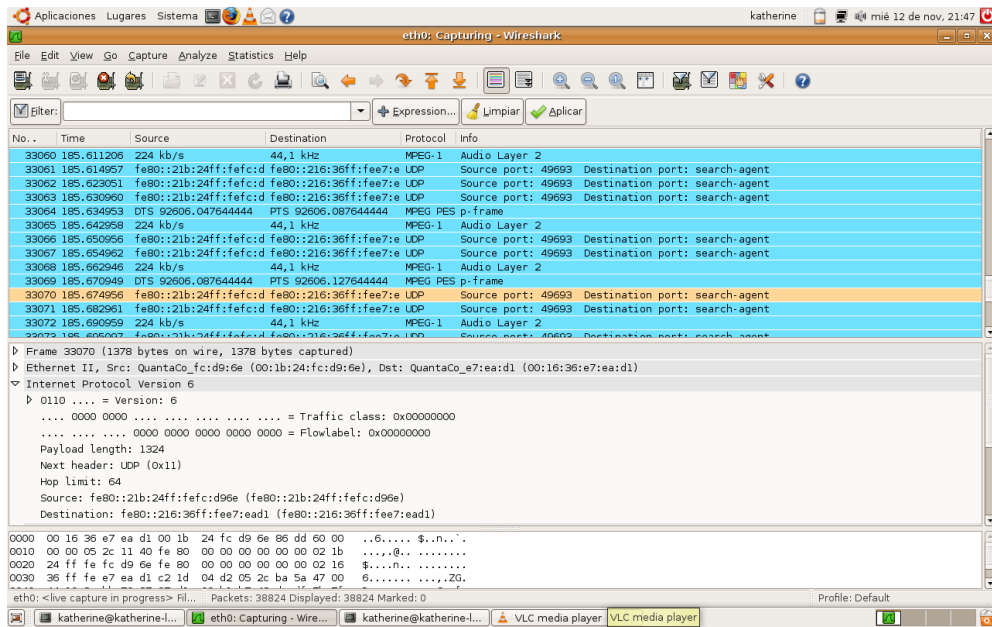 Aplicaciones Lugares Sistema katherine mié 12 de nov, 21:47
eth0: Capturing - Wireshark
File Edit View Go Capture Analyze Statistics Help
Filter: Expression... Limpiar Aplicar
No. . Time Source Destination Protocol Info
33060 185.611206 224 kb/s 44,1 kHz MPEG-1 Audio Layer 2
33061 185.614957 fe80::21b:24ff:fefc:d fe80::216:36ff:fee7:e UDP Source port: 49693 Destination port: search-agent
33062 185.623051 fe80::21b:24ff:fefc:d fe80::216:36ff:fee7:e UDP Source port: 49693 Destination port: search-agent
33063 185.630960 fe80::21b:24ff:fefc:d fe80::216:36ff:fee7:e UDP Source port: 49693 Destination port: search-agent
33064 185.634953 DTS 92606.047644444 PTS 92606.087644444 MPEG PES p-frame
33065 185.642958 224 kb/s 44,1 kHz MPEG-1 Audio Layer 2
33066 185.650956 fe80::21b:24ff:fefc:d fe80::216:36ff:fee7:e UDP Source port: 49693 Destination port: search-agent
33067 185.654962 fe80::21b:24ff:fefc:d fe80::216:36ff:fee7:e UDP Source port: 49693 Destination port: search-agent
33068 185.662946 224 kb/s 44,1 kHz MPEG-1 Audio Layer 2
33069 185.670949 DTS 92606.087644444 PTS 92606.127644444 MPEG PES p-frame
33070 185.674956 fe80::21b:24ff:fefc:d fe80::216:36ff:fee7:e UDP Source port: 49693 Destination port: search-agent
33071 185.682961 fe80::21b:24ff:fefc:d fe80::216:36ff:fee7:e UDP Source port: 49693 Destination port: search-agent
33072 185.690959 224 kb/s 44,1 kHz MPEG-1 Audio Layer 2
33073 185.695097 fe80::21b:24ff:fefc:d fe80::216:36ff:fee7:e UDP Source port: 49693 Destination port: search-agent
Frame 33070 (1378 bytes on wire, 1378 bytes captured)
Ethernet II, Src: QuantaCo_fc:d9:6e (00:1b:24:fc:d9:6e), Dst: QuantaCo_e7:ea:d1 (00:16:36:e7:ea:d1)
Internet Protocol Version 6
0110 .... = Version: 6
.... 0000 0000 .... .... .... .... .... = Traffic class: 0x00000000
.... .... .... 0000 0000 0000 0000 0000 = Flowlabel: 0x00000000
Payload length: 1324
Next header: UDP (0x11)
Hop limit: 64
Source: fe80::21b:24ff:fefc:d96e (fe80::21b:24ff:fefc:d96e)
Destination: fe80::216:36ff:fee7:ead1 (fe80::216:36ff:fee7:ead1)
0000 00 16 36 e7 ea d1 00 1b 24 fc d9 6e 86 dd 60 00 ..6..... $..n..`.
0010 00 00 05 2c 11 40 fe 80 00 00 00 00 00 00 02 1b ...,.@.. ........
0020 24 ff fe fc d9 6e fe 80 00 00 00 00 00 00 02 16 $....n.. ........
0030 36 ff fe e7 ea d1 c2 1d 04 d2 05 2c ba 5a 47 00 6....... ...,.ZG.
eth0: <live capture in progress> Fil... Packets: 38824 Displayed: 38824 Marked: 0 Profile: Default
katherine@katherine-l... eth0: Capturing - Wire... katherine@katherine-l... VLC media player VLC media player